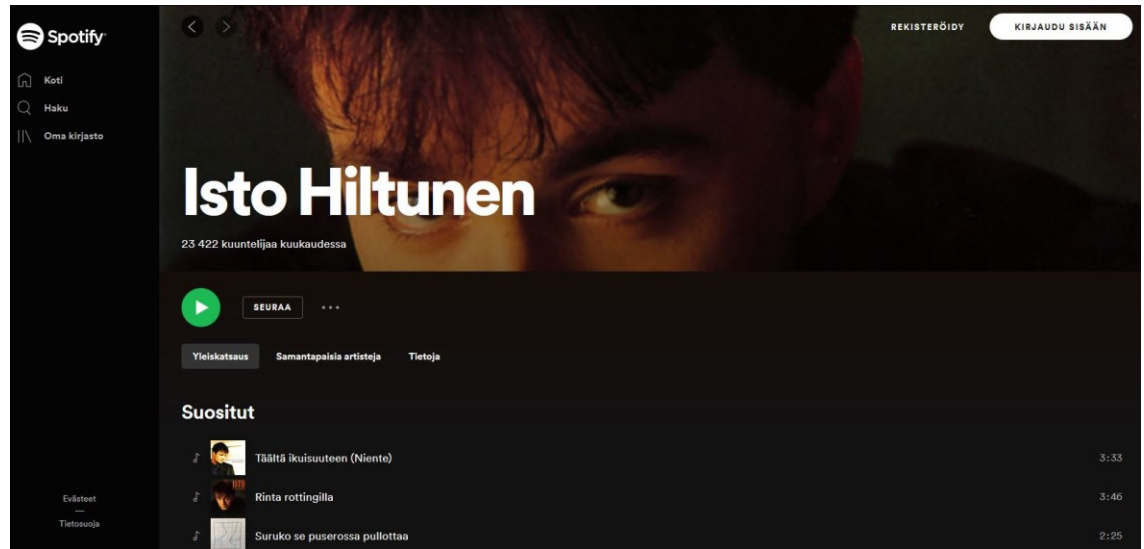 Spotify
Koti
Haku
Oma kirjasto
Evästeet
Tietosuoja
REKISTERÖIDY
KIRJAUDU SISÄÄN
Isto Hiltunen
23 422 kuuntelijaa kuukaudessa
SEURAA
Yleiskatsaus Samantapaisia artisteja Tietoja
Suositut
Täältä ikuisuuteen (Niente) 3:33
Rinta rottingilla 3:46
Suruko se puserossa pullottaa 2:25